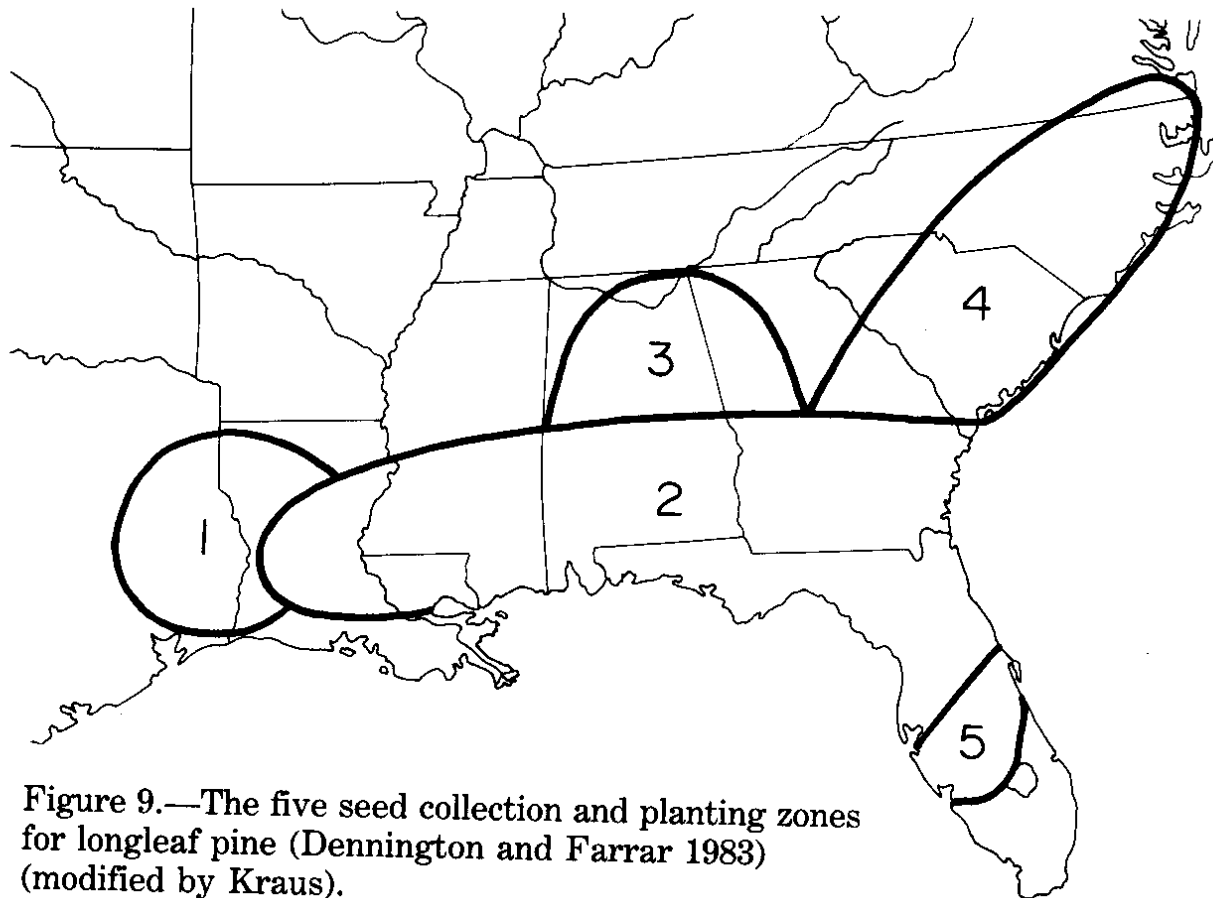 4
3
2
1
5
Figure 9.—The five seed collection and planting zones
for longleaf pine (Dennington and Farrar 1983)
(modified by Kraus).